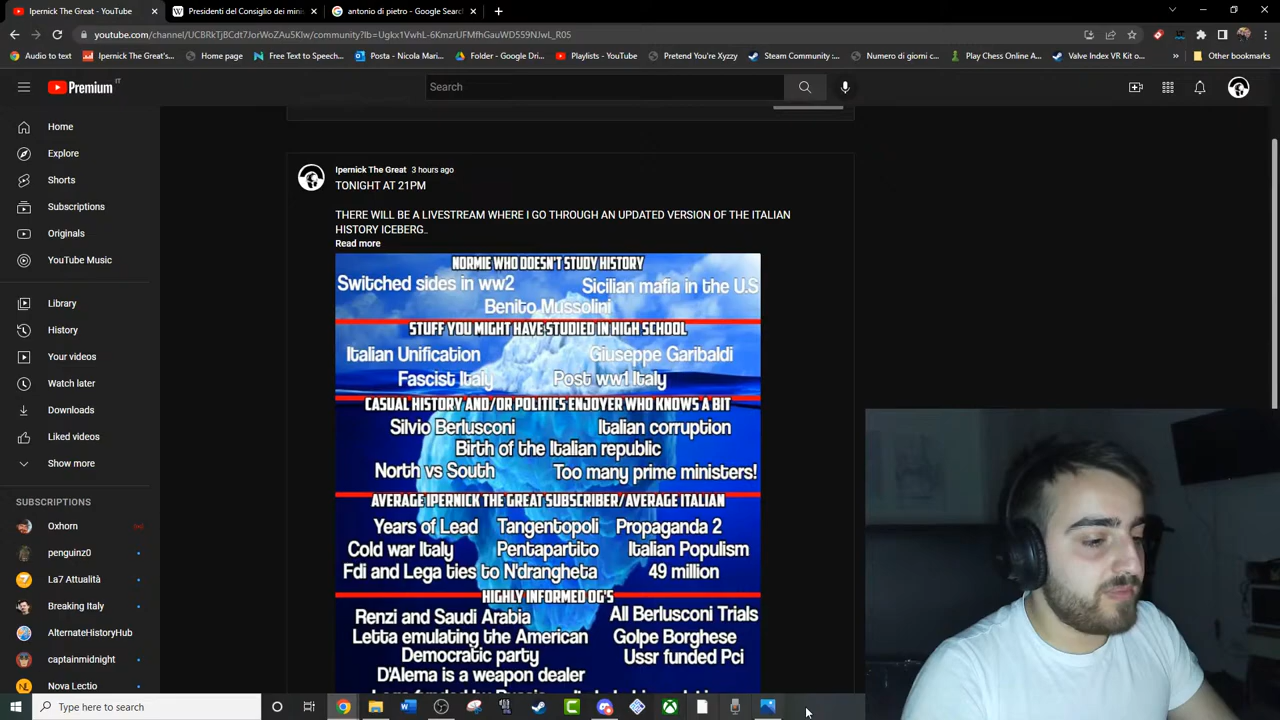 Ipernick The Great - YouTube
Presidenti del Consiglio dei minis
antonio di pietro - Google Search
youtube.com/channel/UCBRkTjBCdt7JorWoZAu5KIw/community?lb=Ugkx1VwhL-6KmzrUFMfhGauWD559NJwL_R05
Audio to text
Ipernick The Great's...
Home page
Free Text to Speech...
Posta - Nicola Mari...
Folder - Google Dri...
Playlists - YouTube
Pretend You're Xyzzy
Steam Community :...
Numero di giorni c...
Play Chess Online A...
Valve Index VR Kit o...
Other bookmarks
Premium IT
Search
Home
Explore
Shorts
Subscriptions
Originals
YouTube Music
Library
History
Your videos
Watch later
Downloads
Liked videos
Show more
SUBSCRIPTIONS
Oxhorn
penguinz0
La7 Attualità
Breaking Italy
AlternateHistoryHub
captainmidnight
Nova Lectio
Ipernick The Great 3 hours ago
TONIGHT AT 21PM
THERE WILL BE A LIVESTREAM WHERE I GO THROUGH AN UPDATED VERSION OF THE ITALIAN
HISTORY ICEBERG..
Read more
NORMIE WHO DOESN'T STUDY HISTORY
Switched sides in ww2
Sicilian mafia in the U.S
Benito Mussolini
STUFF YOU MIGHT HAVE STUDIED IN HIGH SCHOOL
Italian Unification
Giuseppe Garibaldi
Fascist Italy
Post ww1 Italy
CASUAL HISTORY AND/OR POLITICS ENJOYER WHO KNOWS A BIT
Silvio Berlusconi
Italian corruption
Birth of the Italian republic
North vs South
Too many prime ministers!
AVERAGE IPERNICK THE GREAT SUBSCRIBER/AVERAGE ITALIAN
Years of Lead
Tangentopoli
Propaganda 2
Cold war Italy
Pentapartito
Italian Populism
Fdi and Lega ties to N'drangheta
49 million
HIGHLY INFORMED OG'S
Renzi and Saudi Arabia
All Berlusconi Trials
Letta emulating the American
Democratic party
Golpe Borghese
Ussr funded Pci
D'Alema is a weapon dealer
Type here to search